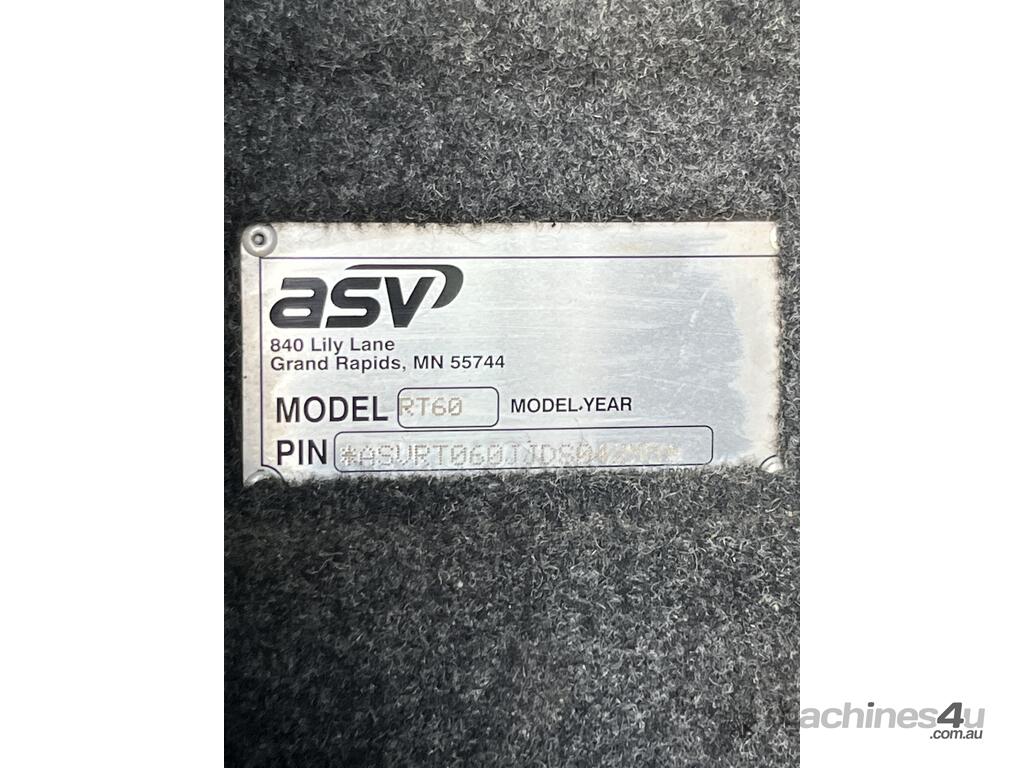 asv
840 Lily Lane
Grand Rapids, MN 55744
MODEL RT60 MODEL YEAR
PIN
machines4u
.com.au